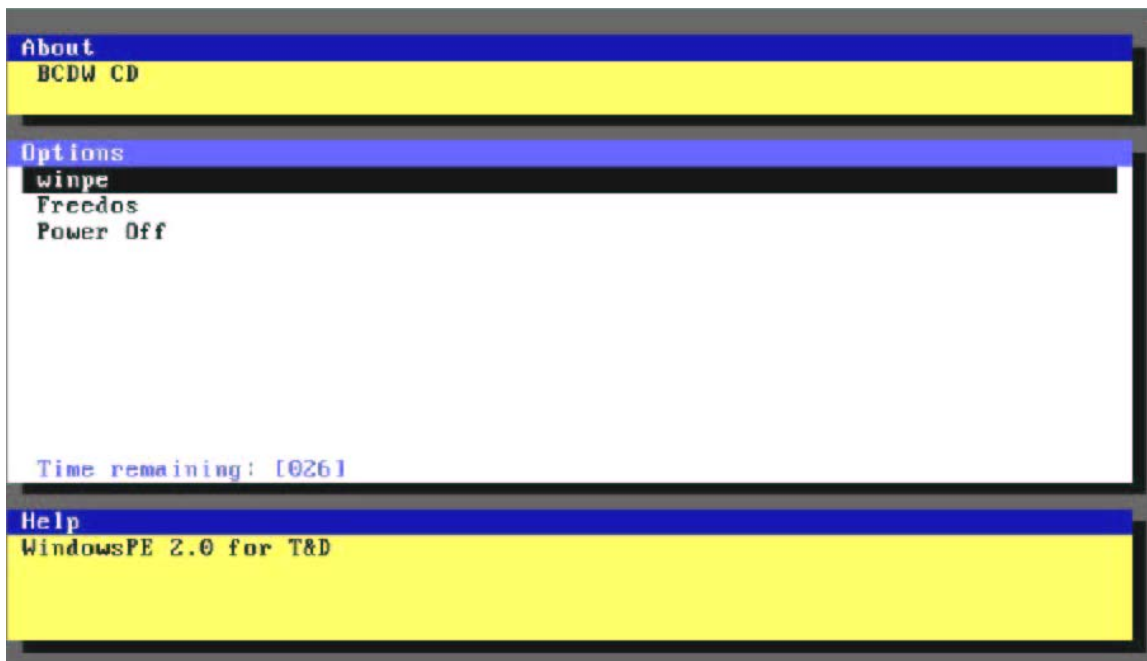 About
BCDW CD
Options
winpe
Freedos
Power Off
Time remaining: [026]
Help
WindowsPE 2.0 for T&D